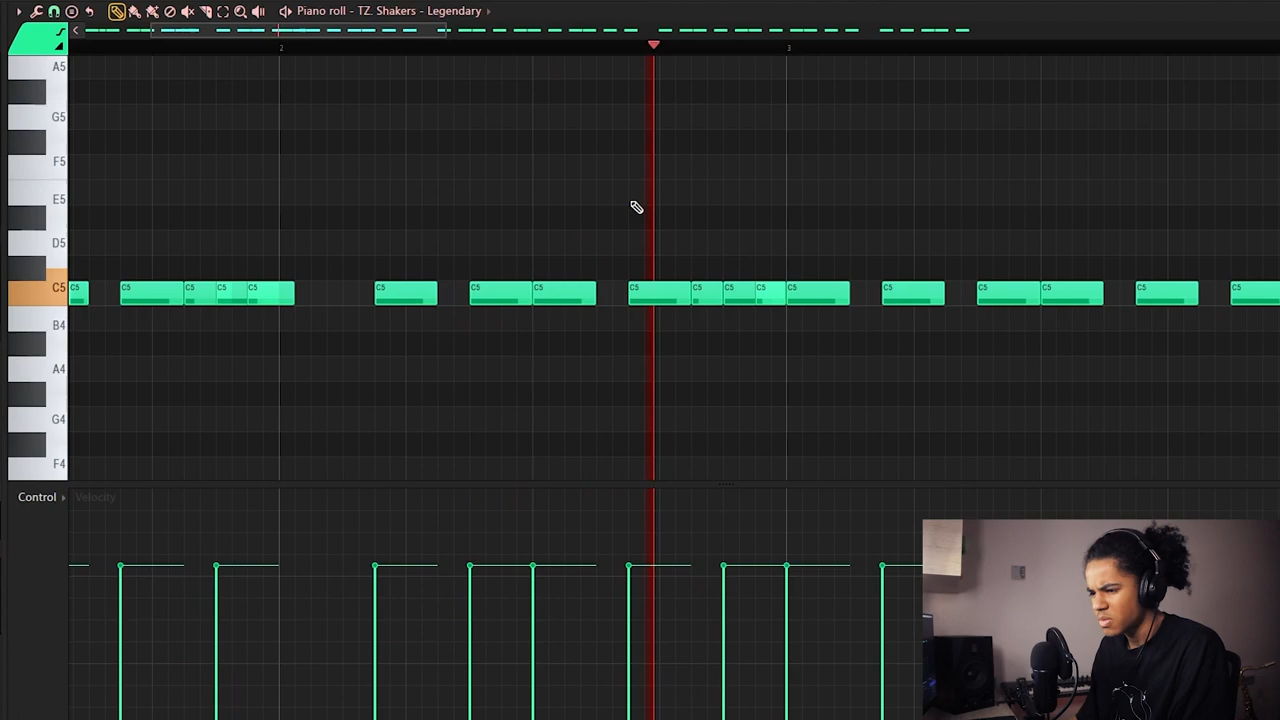 Piano roll - TZ. Shakers - Legendary
2 3
A5
G5
F5
E5
D5
C5 C5 C5 C5 C5 C5 C5 C5 C5 C5 C5 C5 C5 C5 C5 C5 C5 C5 C5
B4
A4
G4
F4
Control Velocity